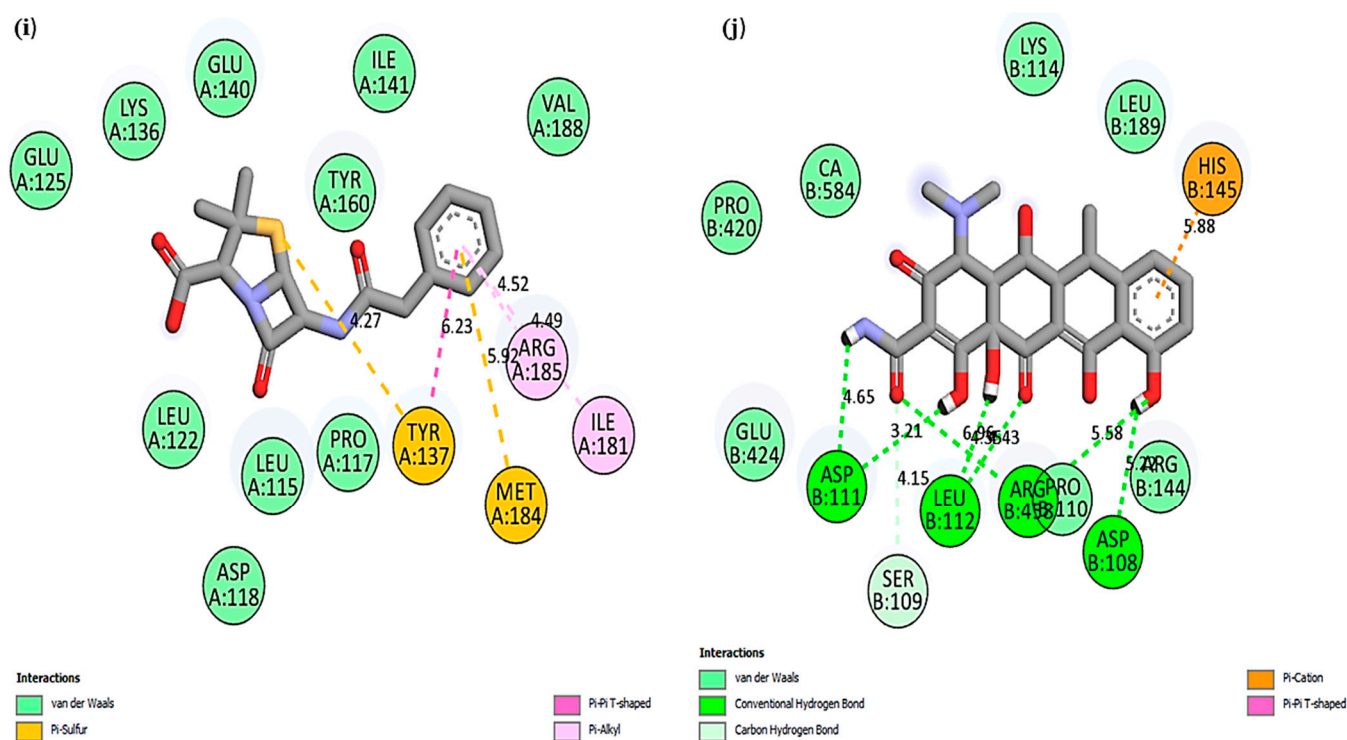 (i)
GLU
A:140
ILE
A:141
LYS
A:136
VAL
A:188
GLU
A:125
TYR
A:160
4.27
6.23
5.92
4.52
4.49
ARG
A:185
ILE
A:181
LEU
A:122
LEU
A:115
PRO
A:117
TYR
A:137
MET
A:184
ASP
A:118
Interactions
van der Waals
Pi-Sulfur
Pi-Pi T-shaped
Pi-Alkyl
(j)
LYS
B:114
LEU
B:189
HIS
B:145
CA
B:584
PRO
B:420
5.88
4.65
3.21
4.15
5.58
GLU
B:424
ASP
B:111
LEU
B:112
ARG
B:458
PRO
B:110
ARG
B:144
ASP
B:108
SER
B:109
Interactions
van der Waals
Conventional Hydrogen Bond
Carbon Hydrogen Bond
Pi-Cation
Pi-Pi T-shaped